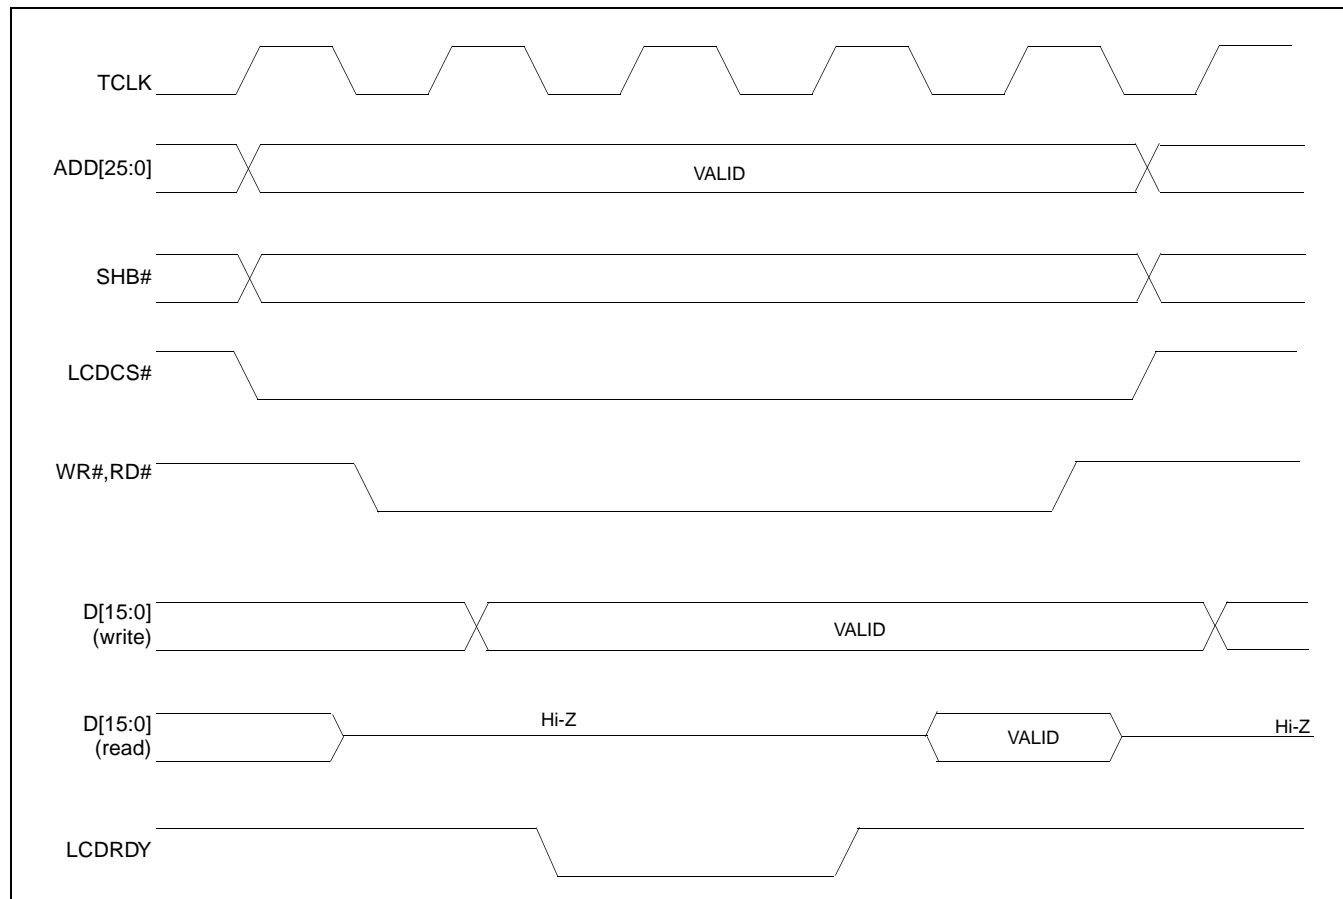 TCLK
ADD[25:0]
VALID
SHB#
LCDCS#
WR#,RD#
D[15:0]
(write)
VALID
D[15:0]
(read)
Hi-Z
VALID
Hi-Z
LCDRDY